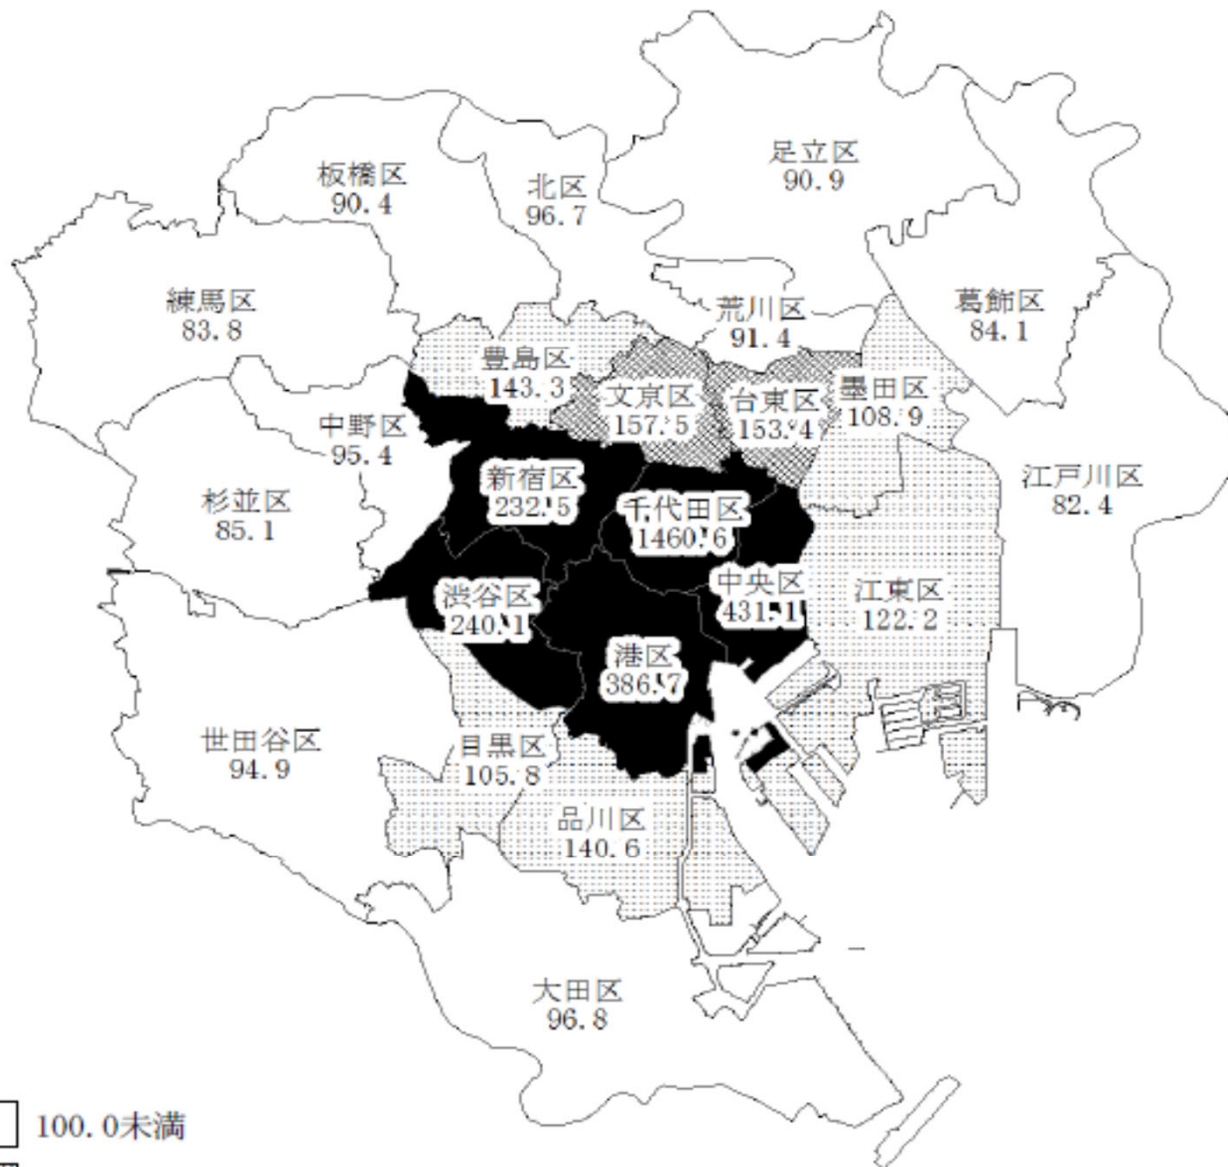 足立区
90.9
板橋区
90.4
北区
96.7
練馬区
83.8
荒川区
91.4
葛飾区
84.1
豊島区
143.3
文京区
157.5
台東区
153.4
墨田区
108.9
中野区
95.4
杉並区
85.1
新宿区
232.5
千代田区
1460.6
江戸川区
82.4
渋谷区
240.1
中央区
431.1
江東区
122.2
港区
386.7
世田谷区
94.9
目黒区
105.8
品川区
140.6
大田区
96.8
100.0未満